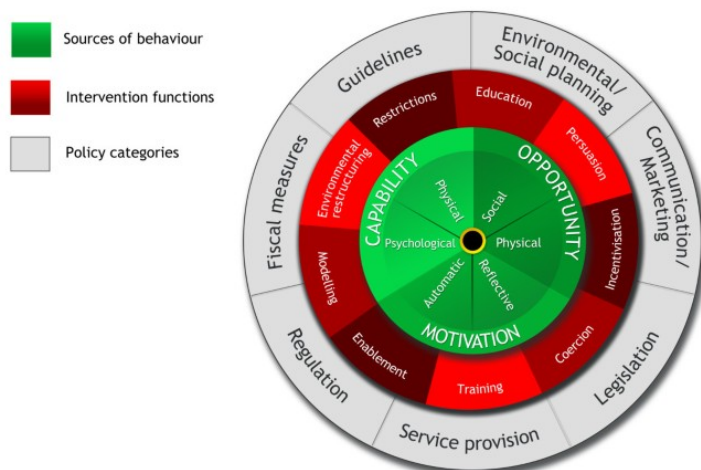 Sources of behaviour
Intervention functions
Policy categories
Guidelines
Environmental/
Social planning
Communication/
Marketing
Legislation
Service provision
Regulation
Fiscal measures
Restrictions
Education
Persuasion
Incentivisation
Coercion
Training
Enablement
Modelling
Environmental
restructuring
CAPABILITY
OPPORTUNITY
MOTIVATION
Physical
Social
Physical
Reflective
Automatic
Psychological